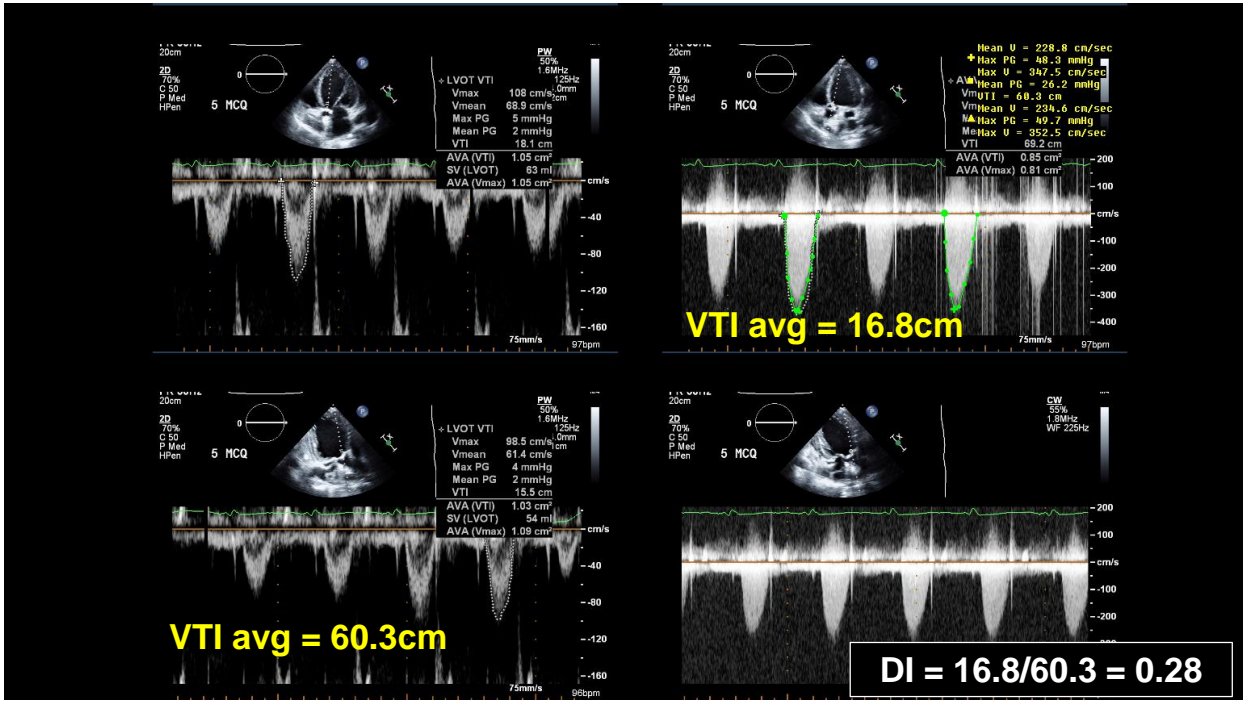 20cm
2D
70%
C 50
P Med
HPen
5 MCQ
PW
50%
1.6MHz
125Hz
.0mm
2cm
LVOT VTI
Vmax 108 cm/s
Vmean 68.9 cm/s
Max PG 5 mmHg
Mean PG 2 mmHg
VTI 18.1 cm
AVA (VTI) 1.05 cm²
SV (LVOT) 63 ml
AVA (Vmax) 1.05 cm²
cm/s
-40
-80
-120
-160
75mm/s
97bpm
20cm
2D
70%
C 50
P Med
HPen
5 MCQ
Mean V = 228.8 cm/sec
Max PG = 48.3 mmHg
Max V = 347.5 cm/sec
Mean PG = 26.2 mmHg
VTI = 60.3 cm
Mean V = 234.6 cm/sec
Max PG = 49.7 mmHg
Max V = 352.5 cm/sec
VTI 69.2 cm
AVA (VTI) 0.85 cm²
AVA (Vmax) 0.81 cm²
200
100
cm/s
-100
-200
-300
-400
VTI avg = 16.8cm
75mm/s
97bpm
20cm
2D
70%
C 50
P Med
HPen
5 MCQ
PW
50%
1.6MHz
125Hz
.0mm
cm
LVOT VTI
Vmax 98.5 cm/s
Vmean 61.4 cm/s
Max PG 4 mmHg
Mean PG 2 mmHg
VTI 15.5 cm
AVA (VTI) 1.03 cm²
SV (LVOT) 54 ml
AVA (Vmax) 1.09 cm²
cm/s
-40
-80
-120
-160
VTI avg = 60.3cm
75mm/s
96bpm
20cm
2D
70%
C 50
P Med
HPen
5 MCQ
CW
55%
1.8MHz
WF 225Hz
200
100
cm/s
-100
-200
DI = 16.8/60.3 = 0.28